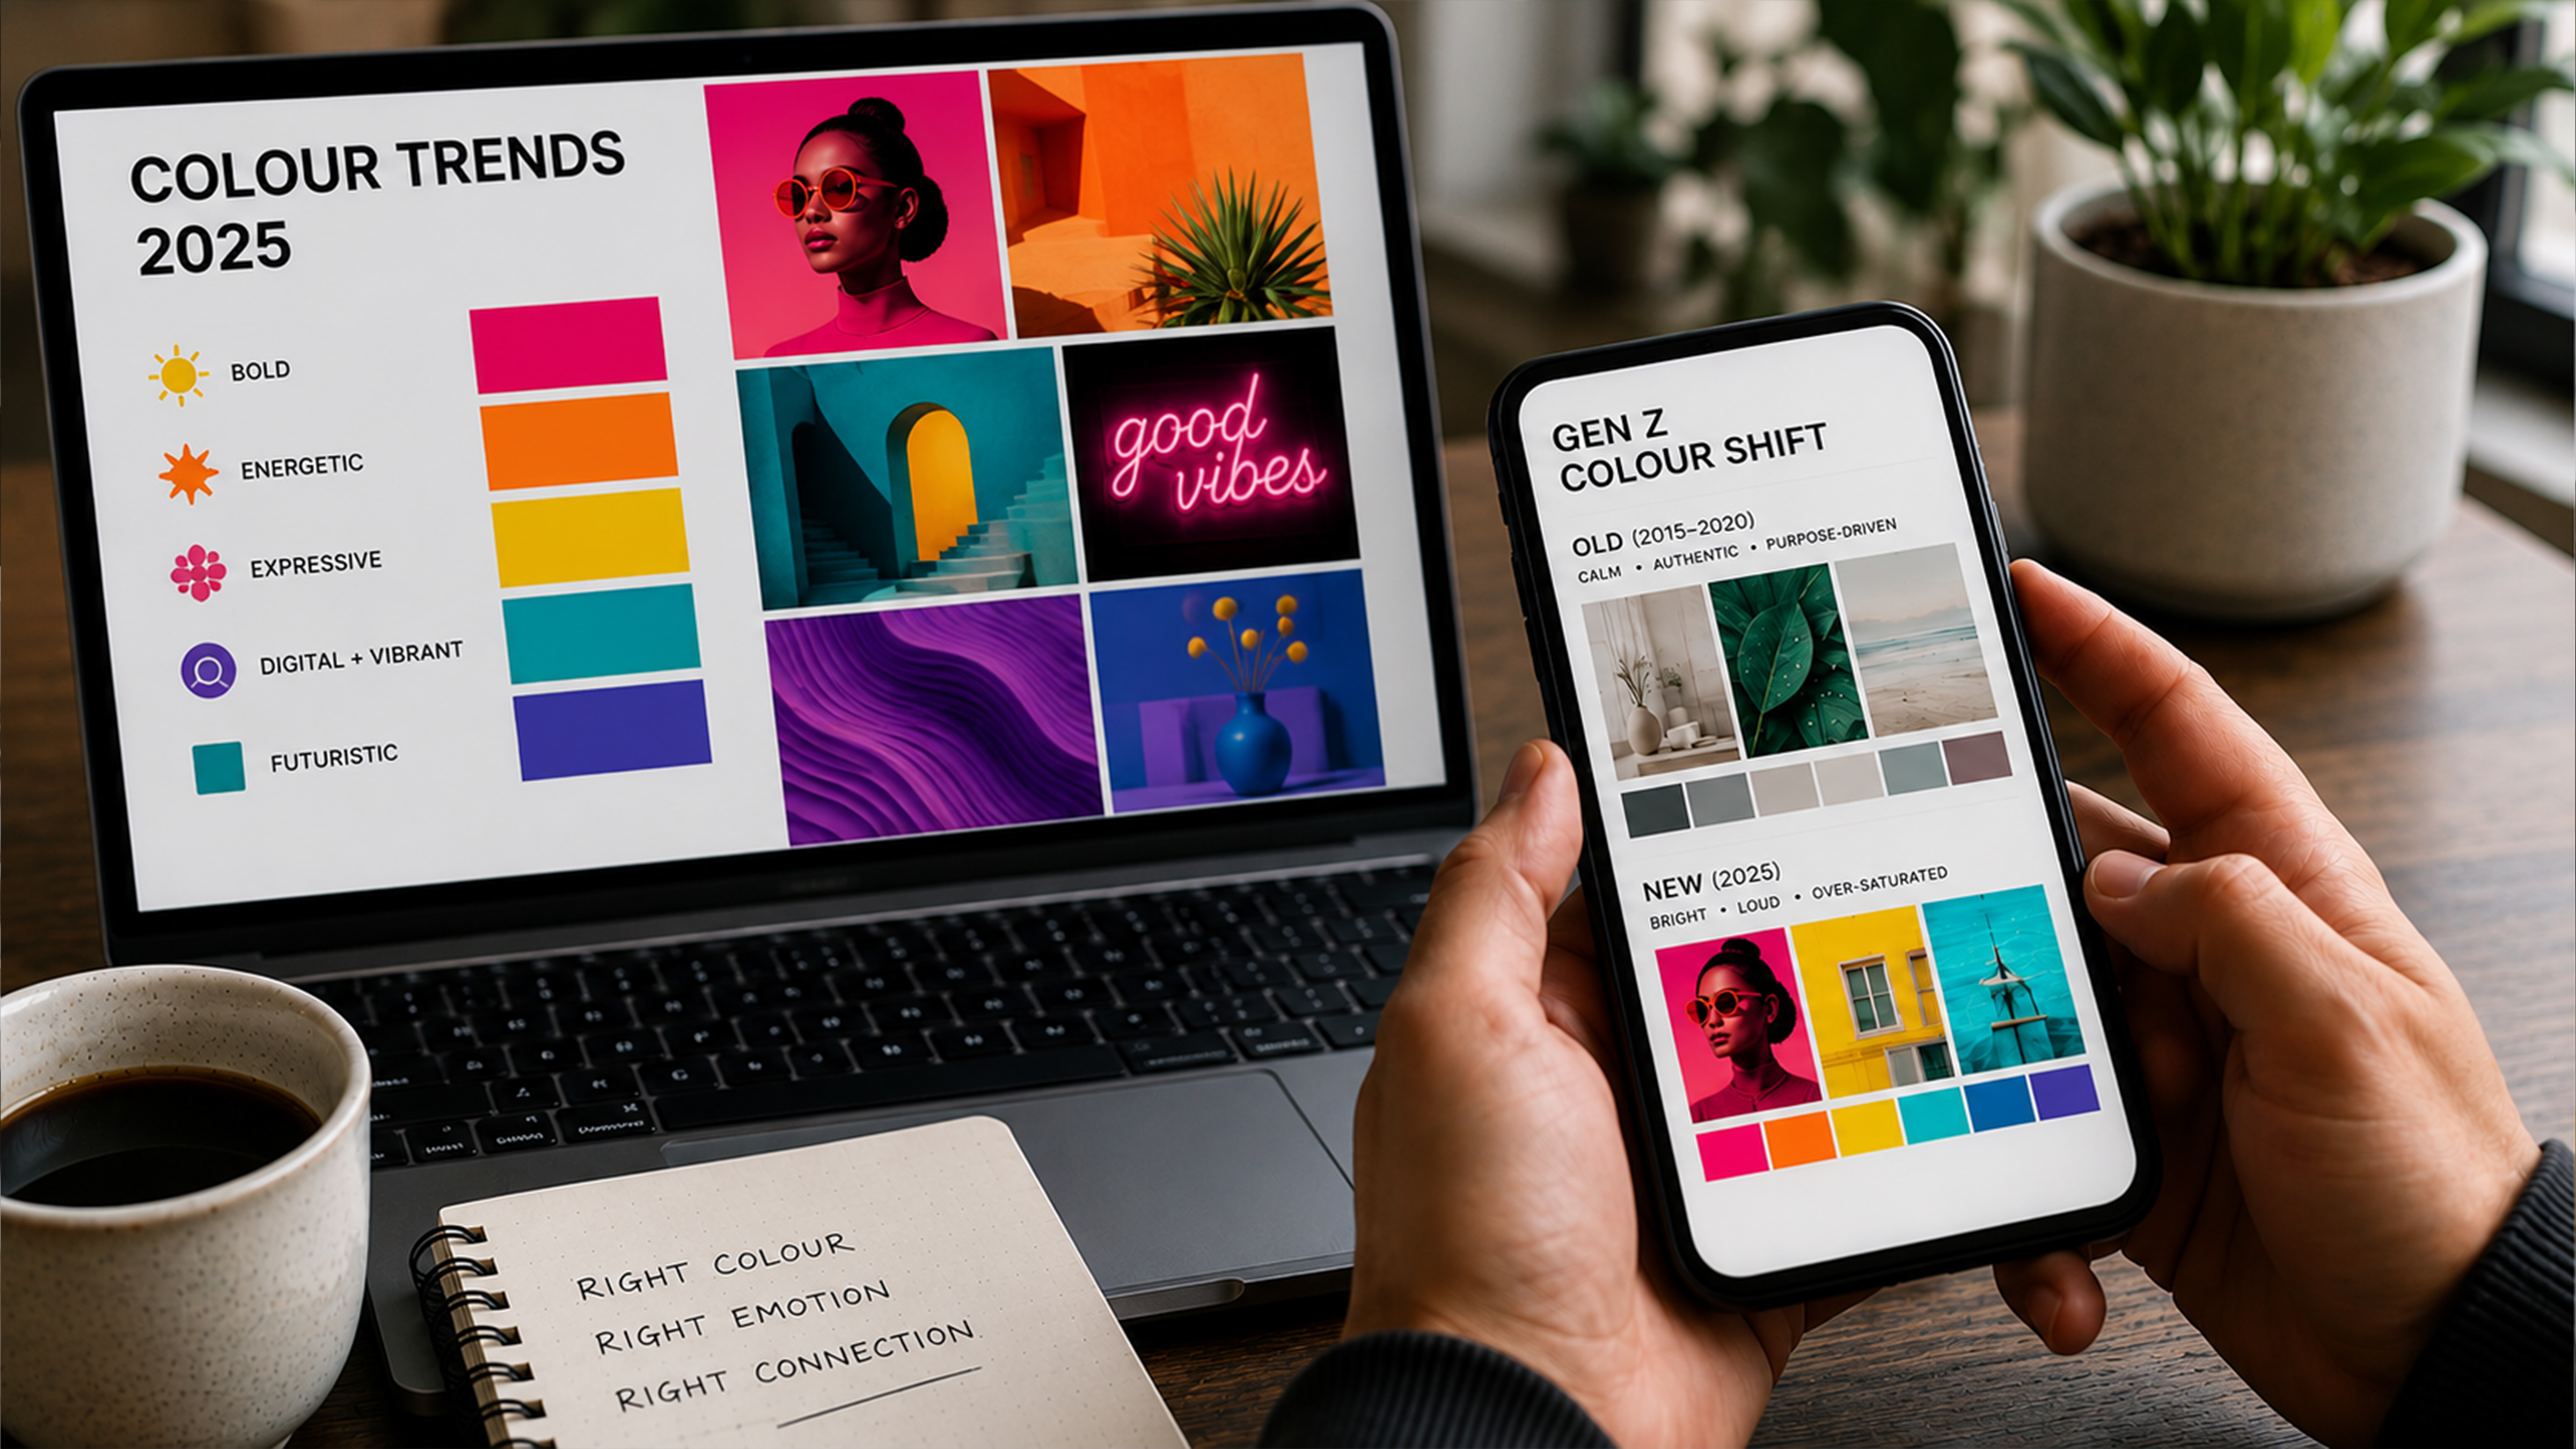 COLOUR TRENDS
2025
BOLD
ENERGETIC
EXPRESSIVE
DIGITAL + VIBRANT
FUTURISTIC
good
vibes
GEN Z
COLOUR SHIFT
OLD (2015–2020)
CALM • AUTHENTIC • PURPOSE-DRIVEN
NEW (2025)
BRIGHT • LOUD • OVER-SATURATED
RIGHT COLOUR
RIGHT EMOTION
RIGHT CONNECTION